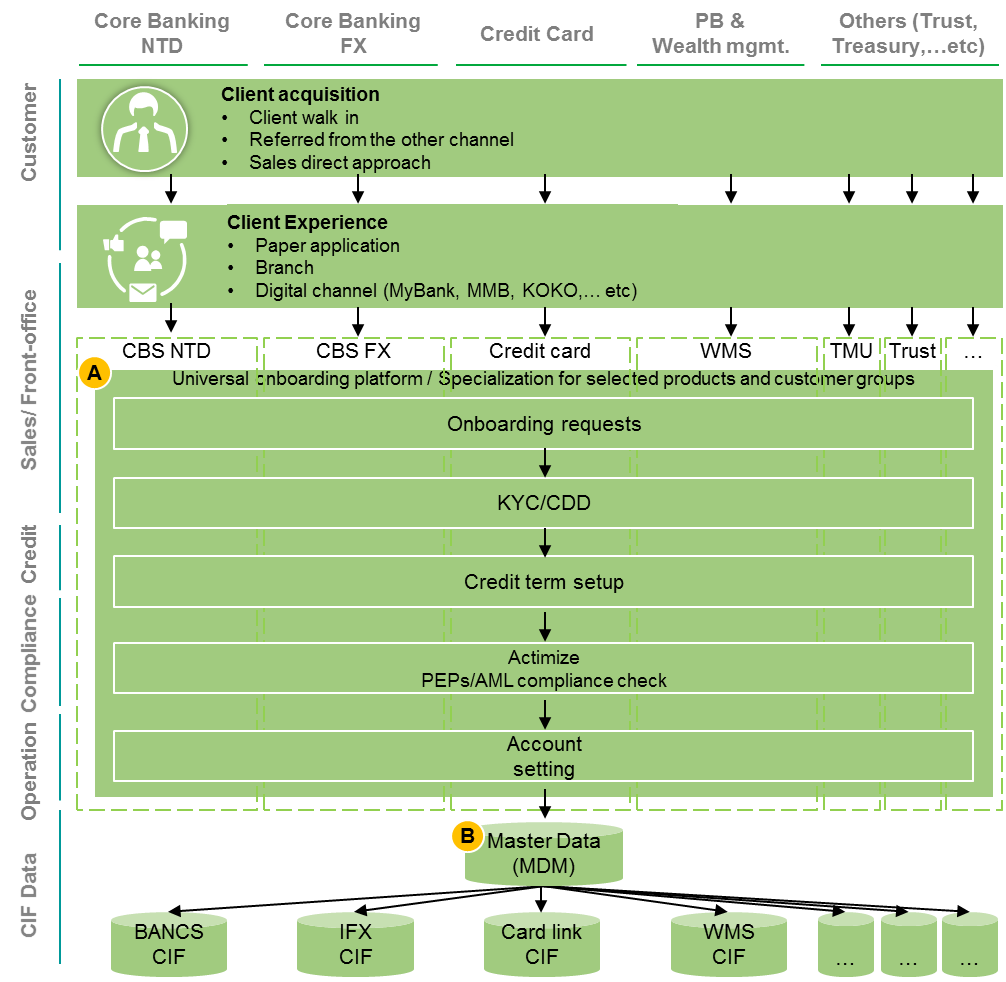 Core Banking
NTD
Core Banking
FX
Credit Card
PB &
Wealth mgmt.
Others (Trust,
Treasury,…etc)
Customer
Client acquisition
• Client walk in
• Referred from the other channel
• Sales direct approach
Client Experience
• Paper application
• Branch
• Digital channel (MyBank, MMB, KOKO,… etc)
Sales/ Front-office
CBS NTD
CBS FX
Credit card
WMS
TMU
Trust
…
A
Universal onboarding platform / Specialization for selected products and customer groups
Onboarding requests
KYC/CDD
Credit
Credit term setup
Compliance
Actimize
PEPs/AML compliance check
Operation
Account
setting
CIF Data
B
Master Data
(MDM)
BANCS
CIF
IFX
CIF
Card link
CIF
WMS
CIF
…
…
…